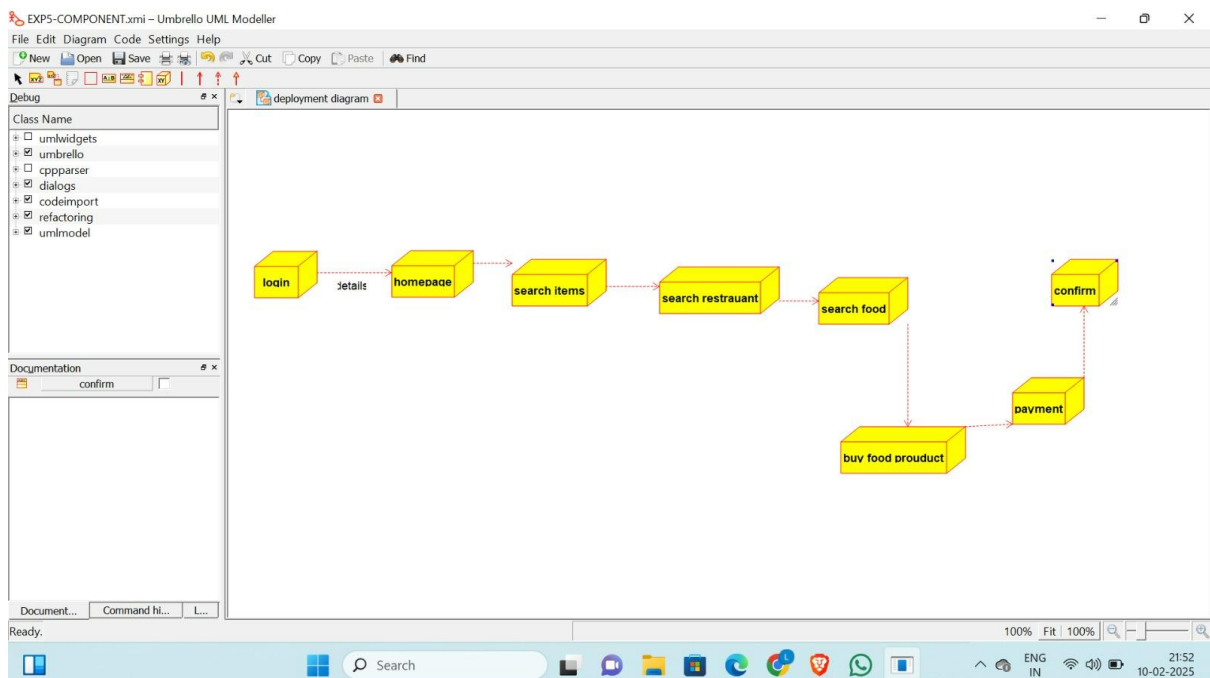 EXP5-COMPONENT.xmi – Umbrello UML Modeller
File Edit Diagram Code Settings Help
New Open Save Cut Copy Paste Find
Debug
deployment diagram
Class Name
umlwidgets
umbrello
cppparser
dialogs
codeimport
refactoring
umlmodel
login
details
homepage
search items
search restrauant
search food
confirm
payment
buy food prouduct
Documentation
confirm
Document... Command hi... L...
Ready.
100% Fit 100%
Search
ENG
IN
21:52
10-02-2025